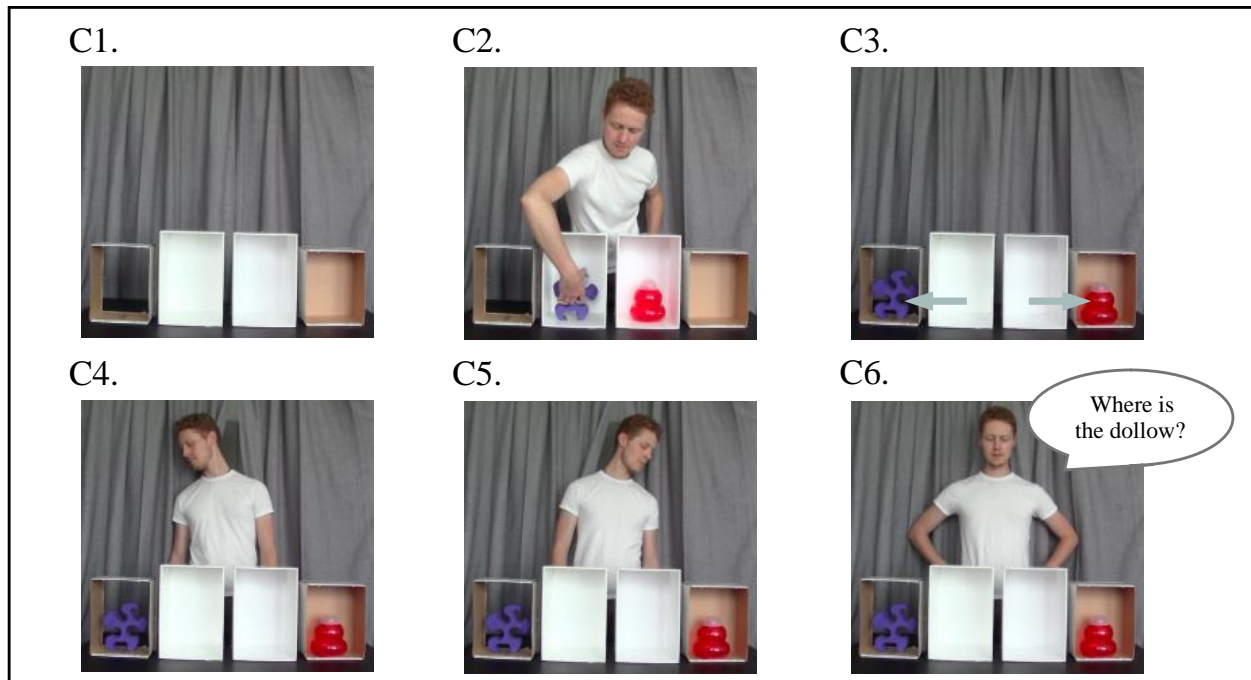 C1.
C2.
C3.
C4.
C5.
C6.
Where is
the dollow?